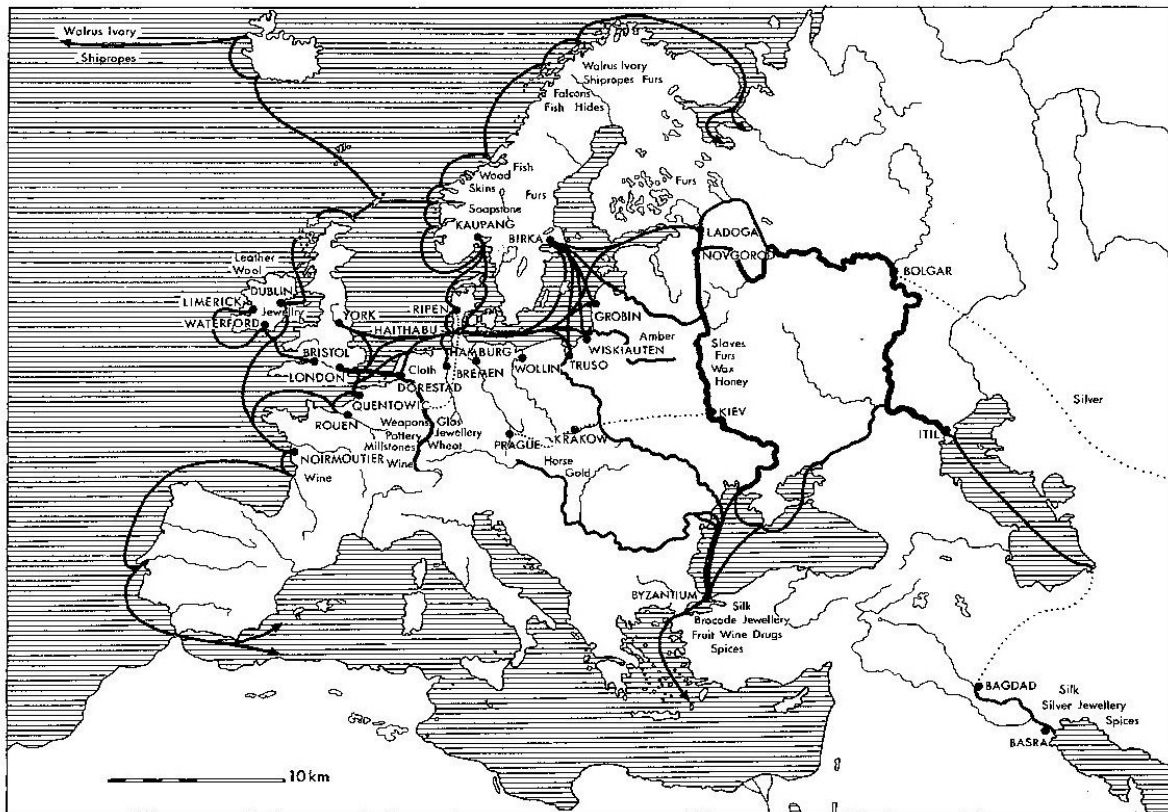 Walrus Ivory
Shipropes
Walrus Ivory
Shipropes Furs
Falcons
Fish Hides
Fish
Wood
Skins
Furs
Furs
Soapstone
KAUPANG
BIRKA
LADOGA
NOVGOROD
BOLGAR
Leather
Wool
DUBLIN
LIMERICK
Jewellry
WATERFORD
YORK
RIPEN
HAITHABU
GROBIN
Amber
WISKIAUTEN
BRISTOL
HAMBURG
WOLLIN
TRUSO
LONDON
Cloth
BREMEN
DORESTAD
Slaves
Furs
Wax
Honey
Silver
QUENTOWI
ROUEN
Weapons Glas
Pottery Jewellery
Millstones Wheat
Wine
PRAGUE
KRAKOW
KIEV
ITIL
NOIRMOUTIER
Wine
Horse
Gold
BYZANTIUM
Silk
Brocode Jewellery
Fruit Wine Drugs
Spices
BAGDAD
Silk
Silver Jewellery
Spices
BASRA
10 km